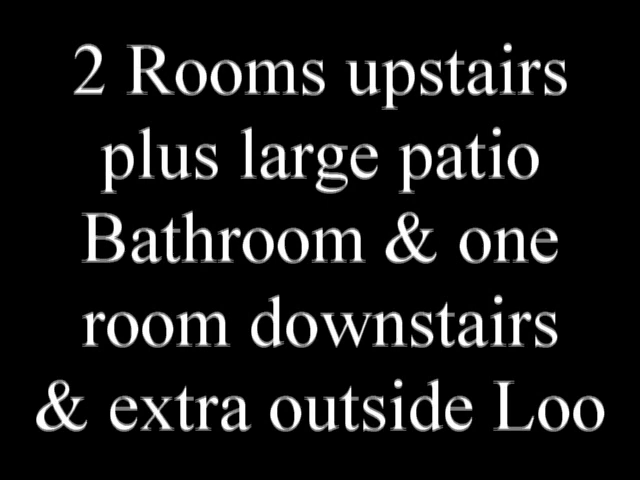 2 Rooms upstairs
plus large patio
Bathroom & one
room downstairs
& extra outside Loo